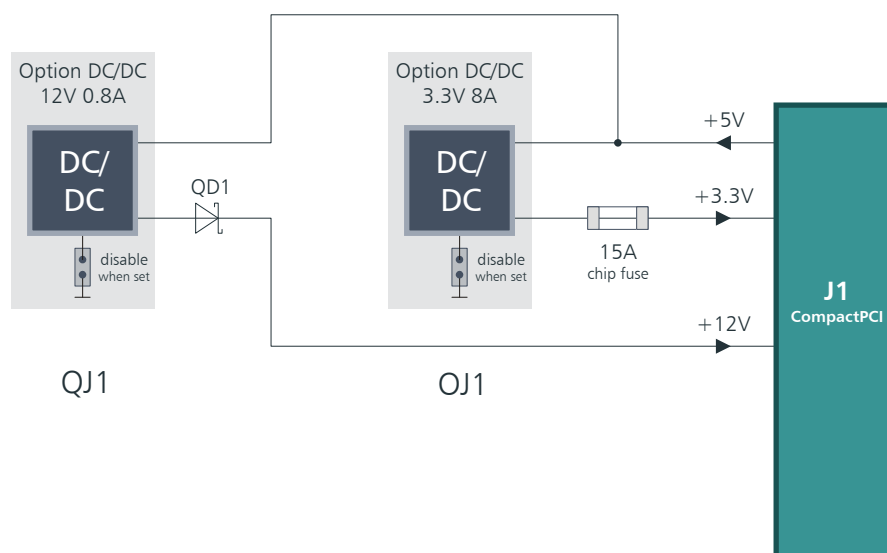 Option DC/DC
12V 0.8A
DC/
DC
QD1
disable
when set
QJ1
Option DC/DC
3.3V 8A
DC/
DC
disable
when set
OJ1
+5V
+3.3V
15A
chip fuse
+12V
J1
CompactPCI